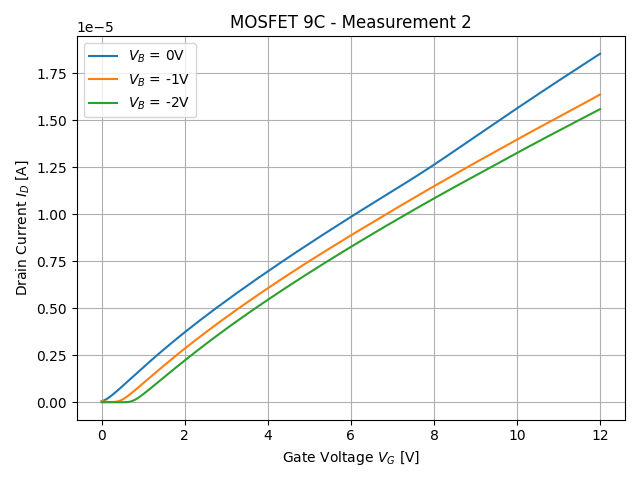 MOSFET 9C - Measurement 2
1e−5
V_B = 0V
V_B = -1V
V_B = -2V
1.75
1.50
1.25
1.00
0.75
0.50
0.25
0.00
Drain Current I_D [A]
0 2 4 6 8 10 12
Gate Voltage V_G [V]